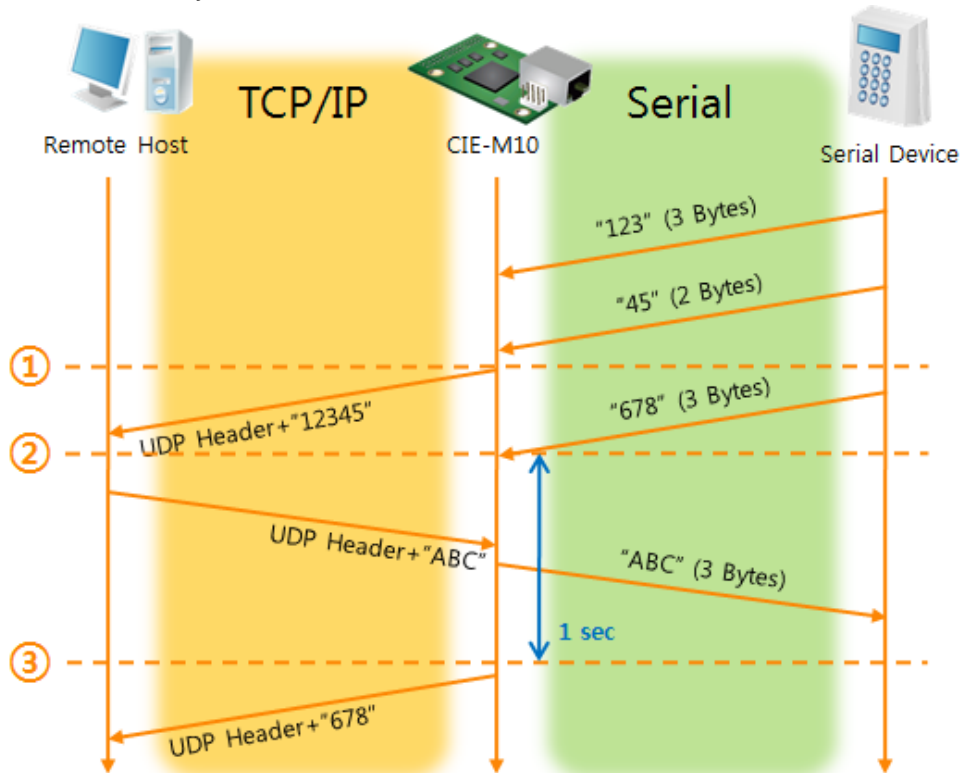 TCP/IP
Serial
Remote Host
CIE-M10
Serial Device
"123" (3 Bytes)
"45" (2 Bytes)
①
"678" (3 Bytes)
UDP Header+"12345"
②
UDP Header+"ABC"
"ABC" (3 Bytes)
1 sec
③
UDP Header+"678"